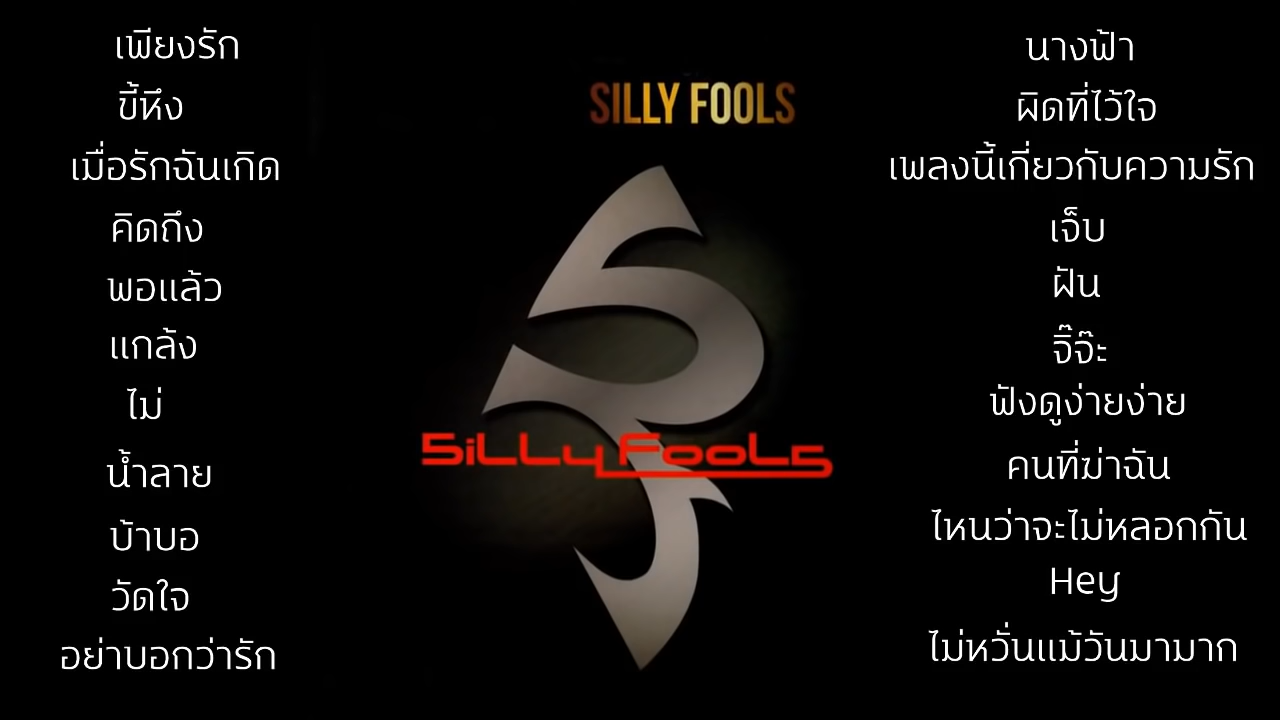 เพียงรัก
ขี้หึง
เมื่อรักฉันเกิด
คิดถึง
พอแล้ว
แกล้ง
ไม่
น้ำลาย
บ้าบอ
วัดใจ
อย่าบอกว่ารัก
SILLY FOOLS
SiLLy FooLS
นางฟ้า
ผิดที่ไว้ใจ
เพลงนี้เกี่ยวกับความรัก
เจ็บ
ฝัน
จิ๊จ๊ะ
ฟังดูง่ายง่าย
คนที่ฆ่าฉัน
ไหนว่าจะไม่หลอกกัน
Hey
ไม่หวั่นแม้วันมามาก